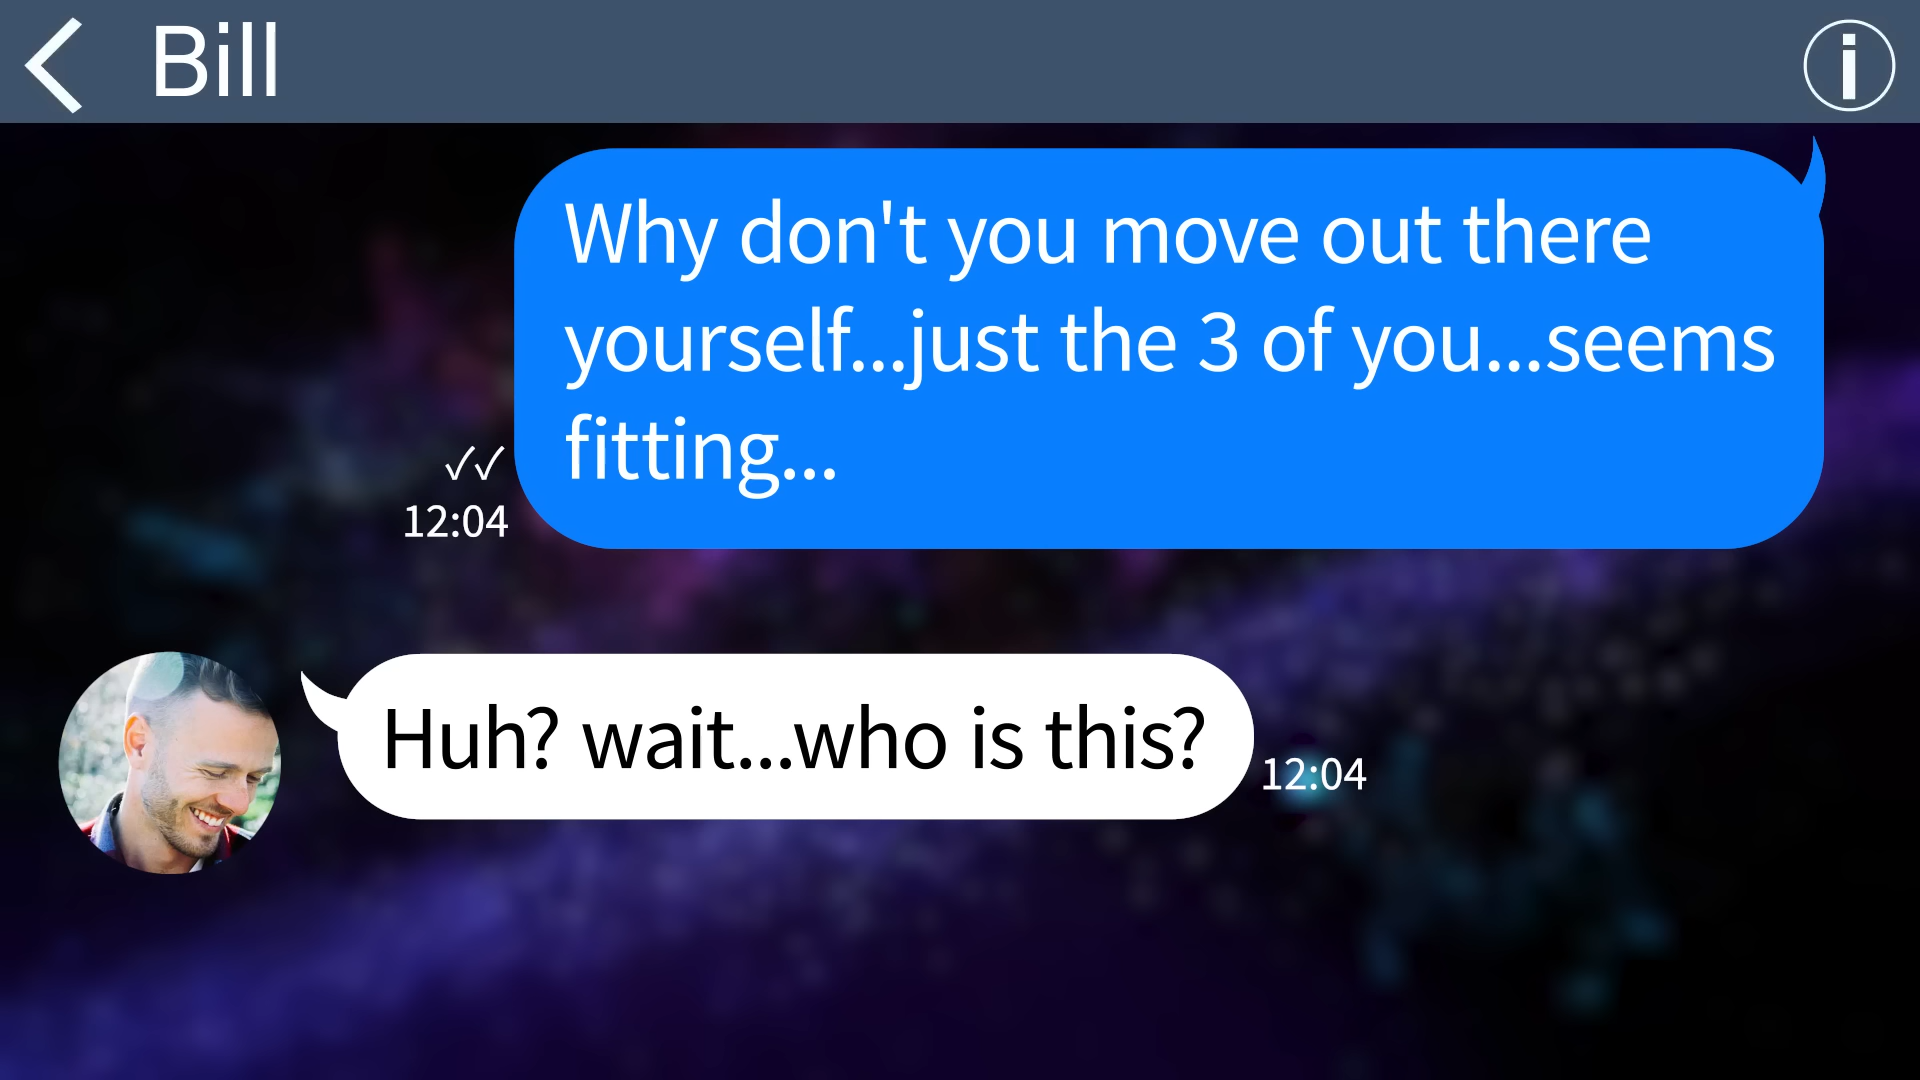 Bill
Why don't you move out there
yourself...just the 3 of you...seems
fitting...
✓✓
12:04
Huh? wait...who is this?
12:04